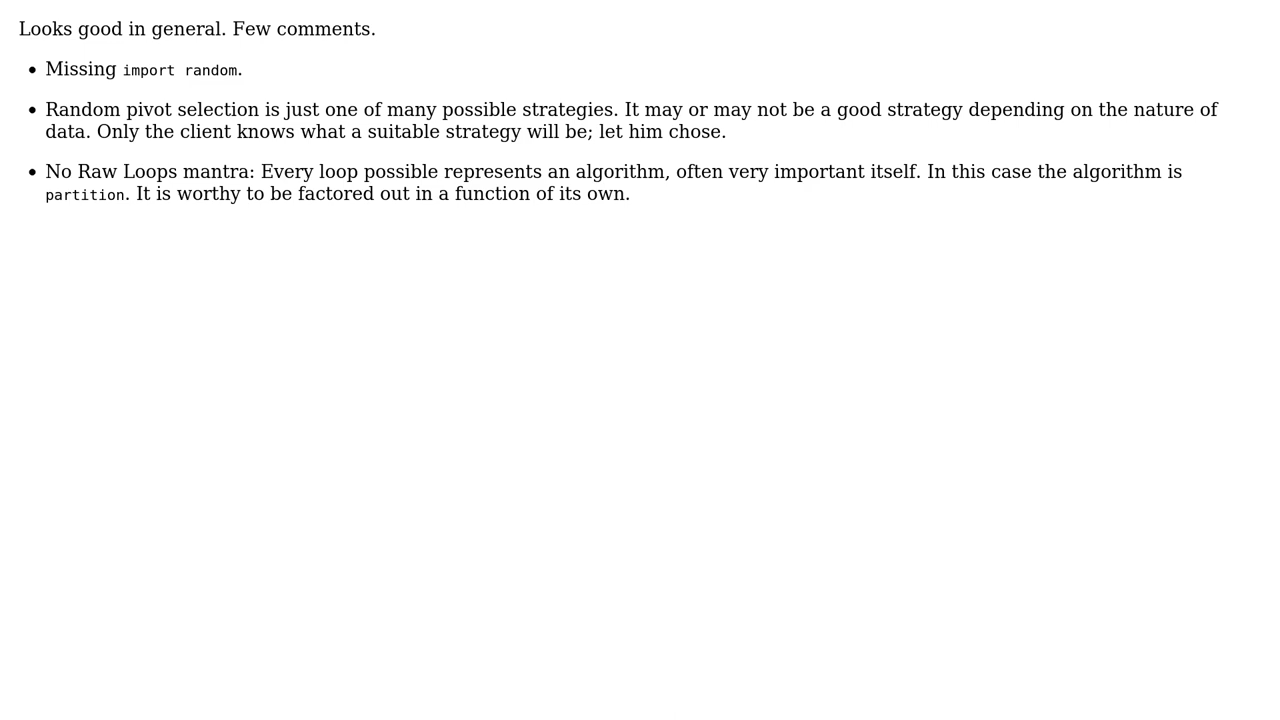 Looks good in general. Few comments.
• Missing import random.
• Random pivot selection is just one of many possible strategies. It may or may not be a good strategy depending on the nature of
data. Only the client knows what a suitable strategy will be; let him chose.
• No Raw Loops mantra: Every loop possible represents an algorithm, often very important itself. In this case the algorithm is
partition. It is worthy to be factored out in a function of its own.